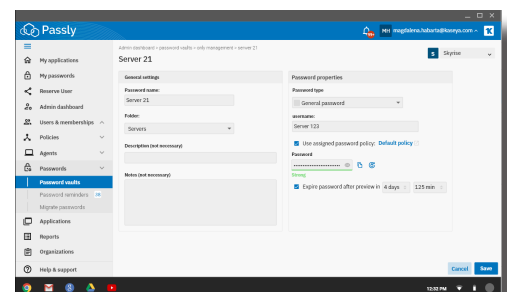 Passly
99+
MH magdalena.habarta@kaseya.com
Admin dashboard > password vaults > ords management > server 21
Server 21
S Skyrise
My applications
My passwords
Reserve User
Admin dashboard
Users & memberships
Policies
Agents
Passwords
Password vaults
Password reminders
Migrate passwords
Applications
Reports
Organizations
Help & support
General settings
Password name:
Server 21
Folder:
Servers
Description (not necessary)
Notes (not necessary)
Password properties
Password type
General password
username:
Server 123
Use assigned password policy: Default policy
Password
Strong
Expire password after preview in 4 days 125 min
Cancel Save
12:32 PM